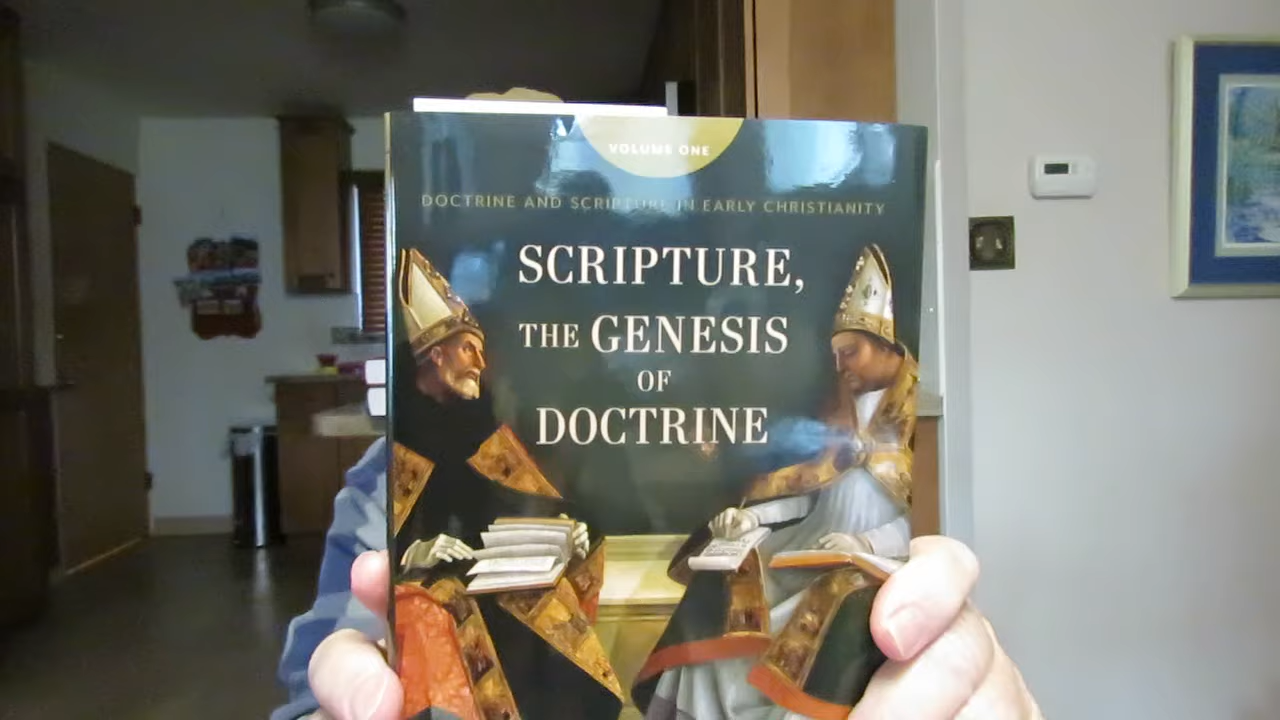 VOLUME ONE
DOCTRINE AND SCRIPTURE IN EARLY CHRISTIANITY
SCRIPTURE,
THE GENESIS
OF
DOCTRINE